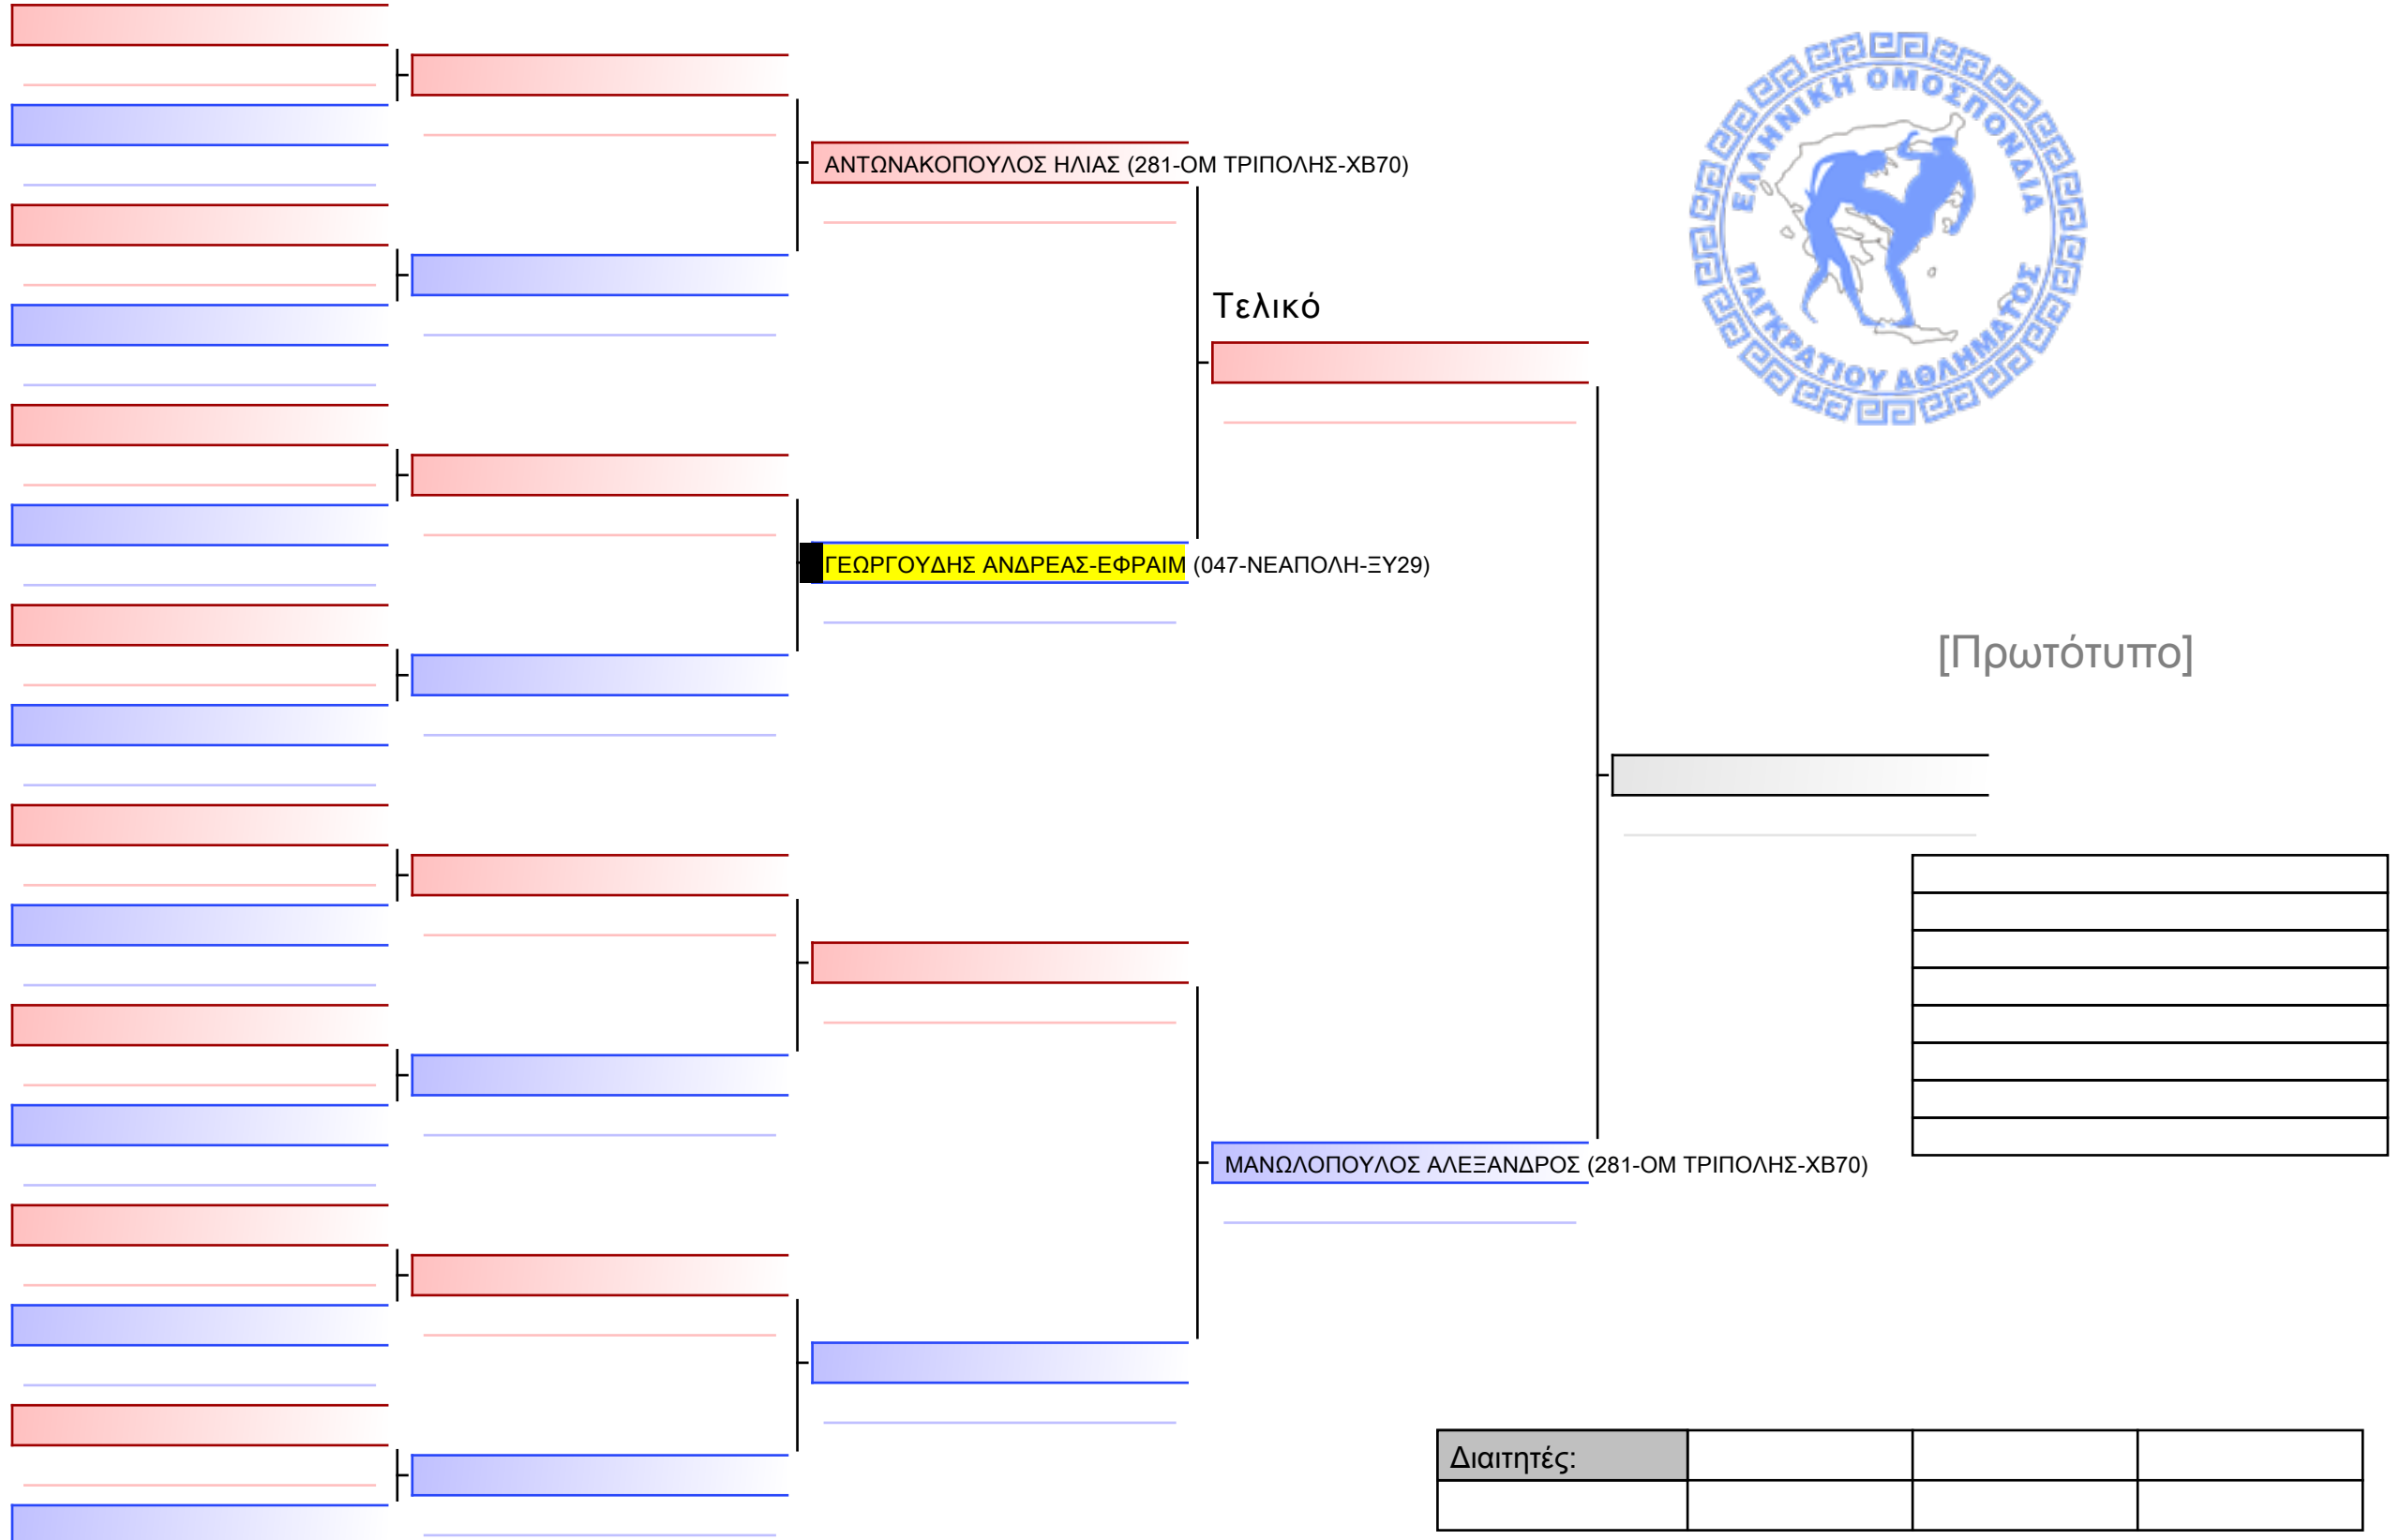 ΕΛΛΗΝΙΚΗ ΟΜΟΣΠΟΝΔΙΑ
ΠΑΓΚΡΑΤΙΟΥ ΑΘΛΗΜΑΤΟΣ
ΑΝΤΩΝΑΚΟΠΟΥΛΟΣ ΗΛΙΑΣ (281-ΟΜ ΤΡΙΠΟΛΗΣ-ΧΒ70)
Τελικό
ΓΕΩΡΓΟΥΔΗΣ ΑΝΔΡΕΑΣ-ΕΦΡΑΙΜ (047-ΝΕΑΠΟΛΗ-ΞΥ29)
[Πρωτότυπο]
ΜΑΝΩΛΟΠΟΥΛΟΣ ΑΛΕΞΑΝΔΡΟΣ (281-ΟΜ ΤΡΙΠΟΛΗΣ-ΧΒ70)
Διαιτητές: